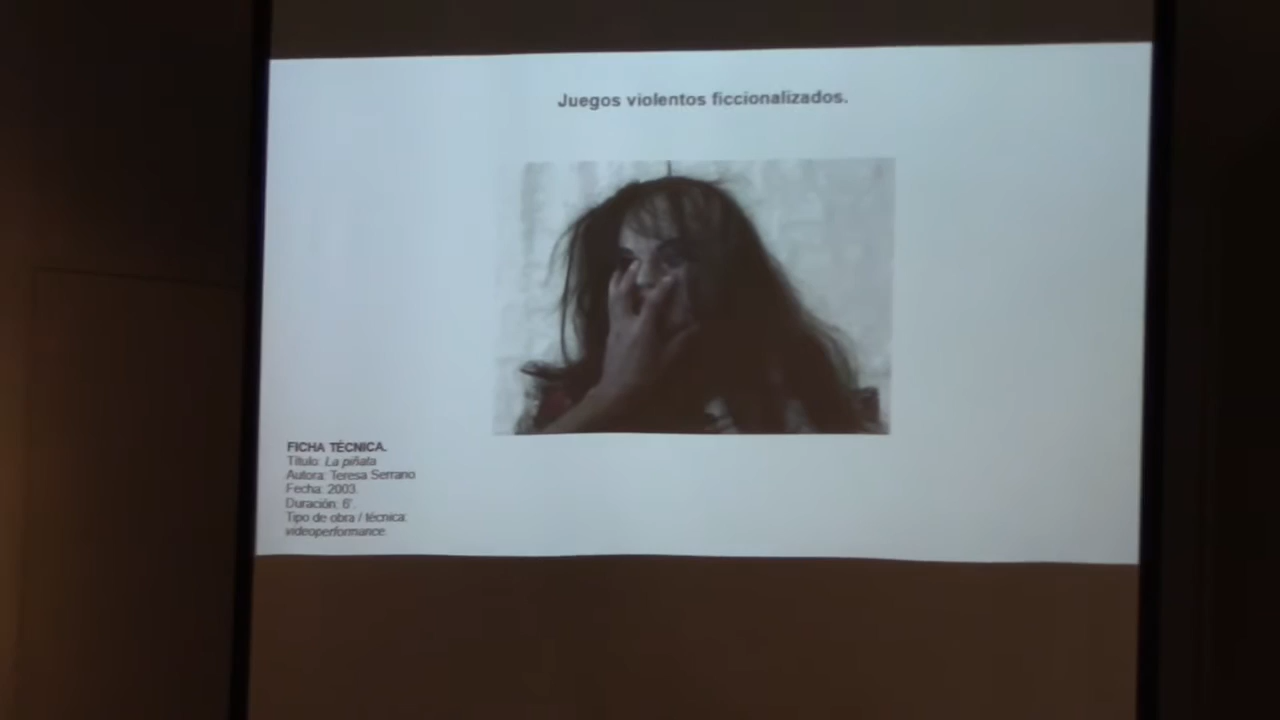 Juegos violentos ficcionalizados.
FICHA TÉCNICA.
Título: La piñata
Autora: Teresa Serrano
Fecha: 2003.
Duración: 6'.
Tipo de obra / técnica:
videoperformance.